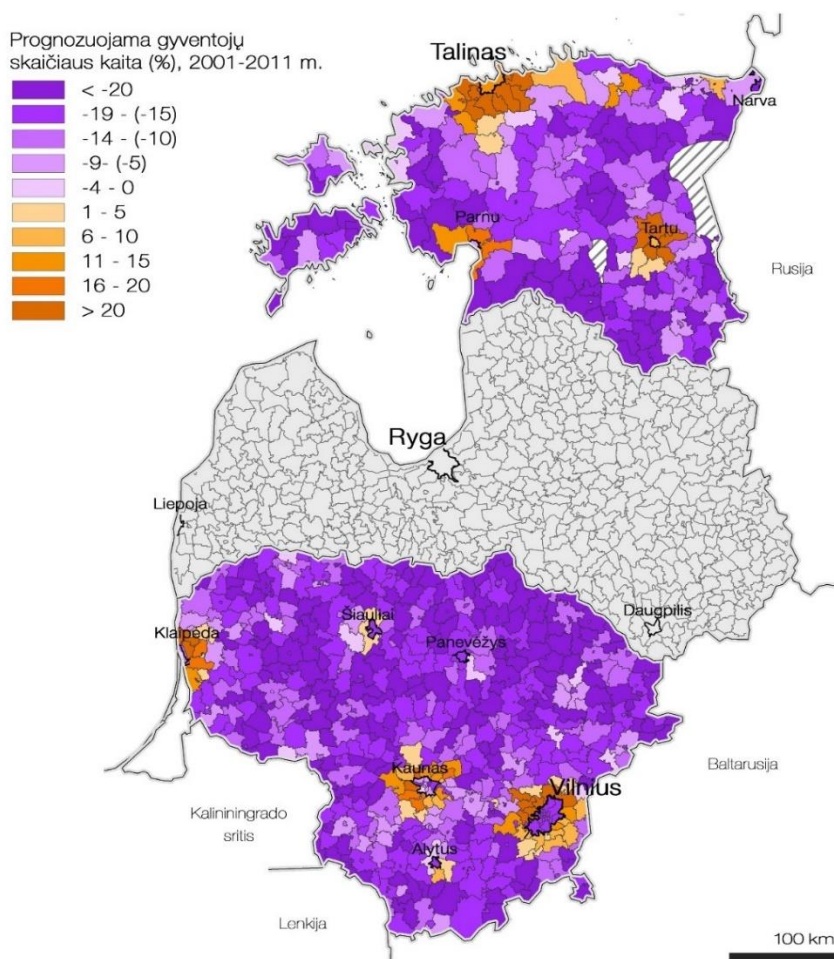 Prognozuojama gyventojų
skaičiaus kaita (%), 2001-2011 m.
< -20
-19 - (-15)
-14 - (-10)
-9- (-5)
-4 - 0
1 - 5
6 - 10
11 - 15
16 - 20
> 20
Talinas
Narva
Parnu
Tartu
Rusija
Ryga
Liepoja
Daugpilis
Šiauliai
Klaipėda
Panevėžys
Baltarusija
Kaunas
Vilnius
Kaliningrado
sritis
Alytus
Lenkija
100 km